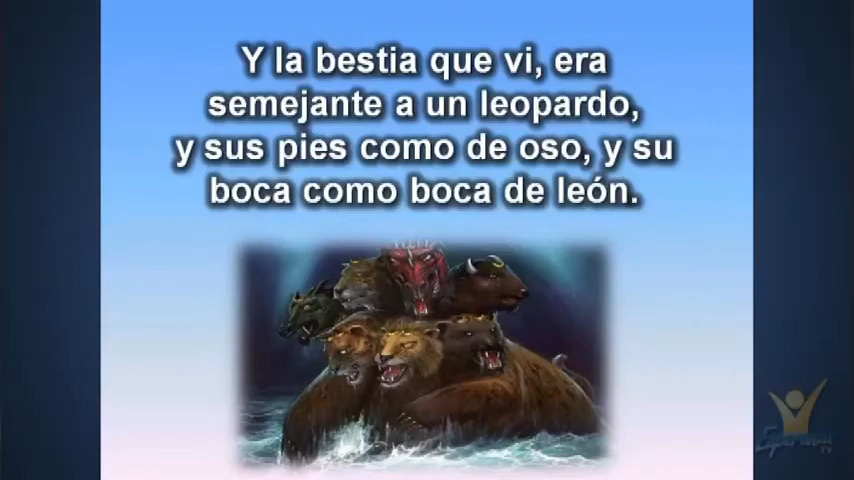 Y la bestia que vi, era
semejante a un leopardo,
y sus pies como de oso, y su
boca como boca de león.
TV